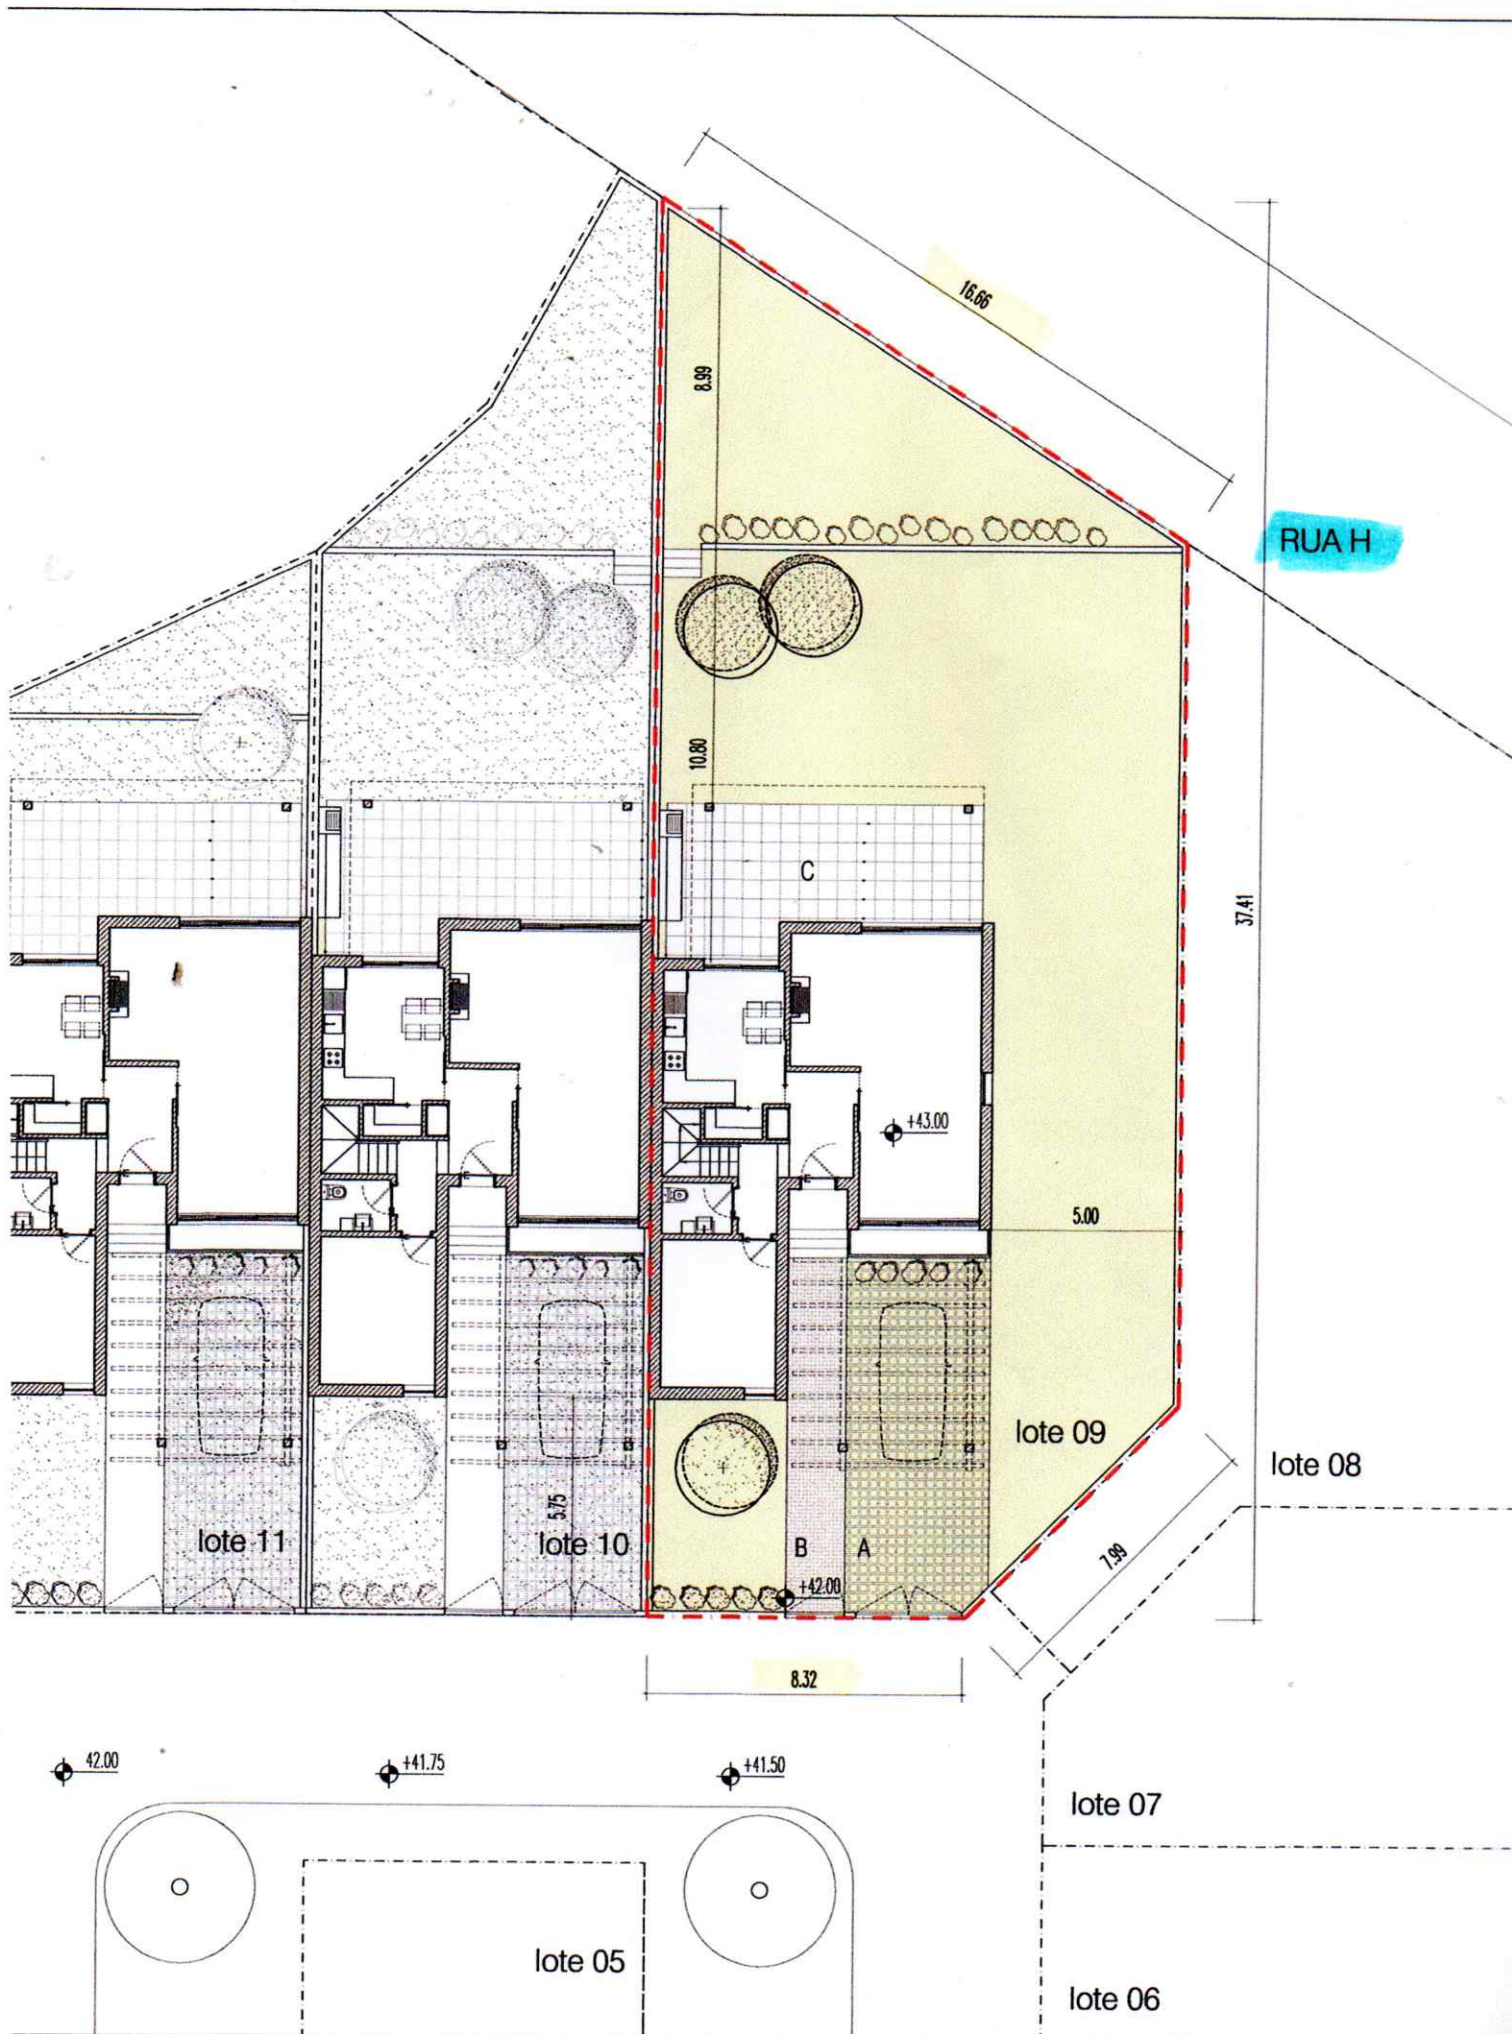 16.66
8.99
RUA H
10.80
C
37.41
+43.00
5.00
lote 09
lote 08
5.75
lote 11
lote 10
B
A
7.99
+42.00
8.32
42.00
+41.75
+41.50
lote 07
lote 05
lote 06